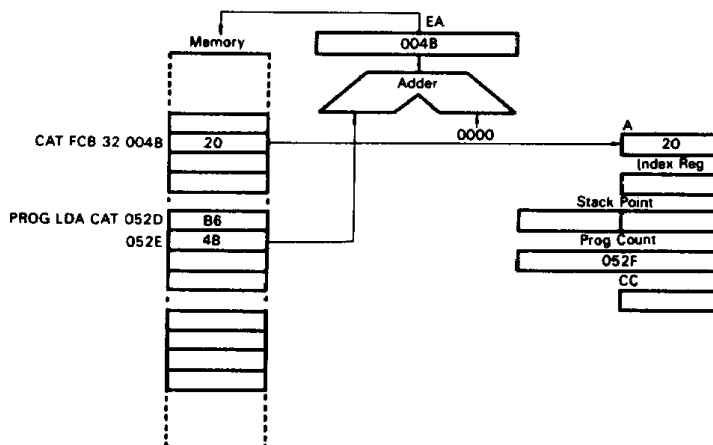 EA
Memory
004B
Adder
0000
A
CAT FCB 32 004B
20
20
Index Reg
Stack Point
PROG LDA CAT 052D
B6
Prog Count
052E
4B
052F
CC